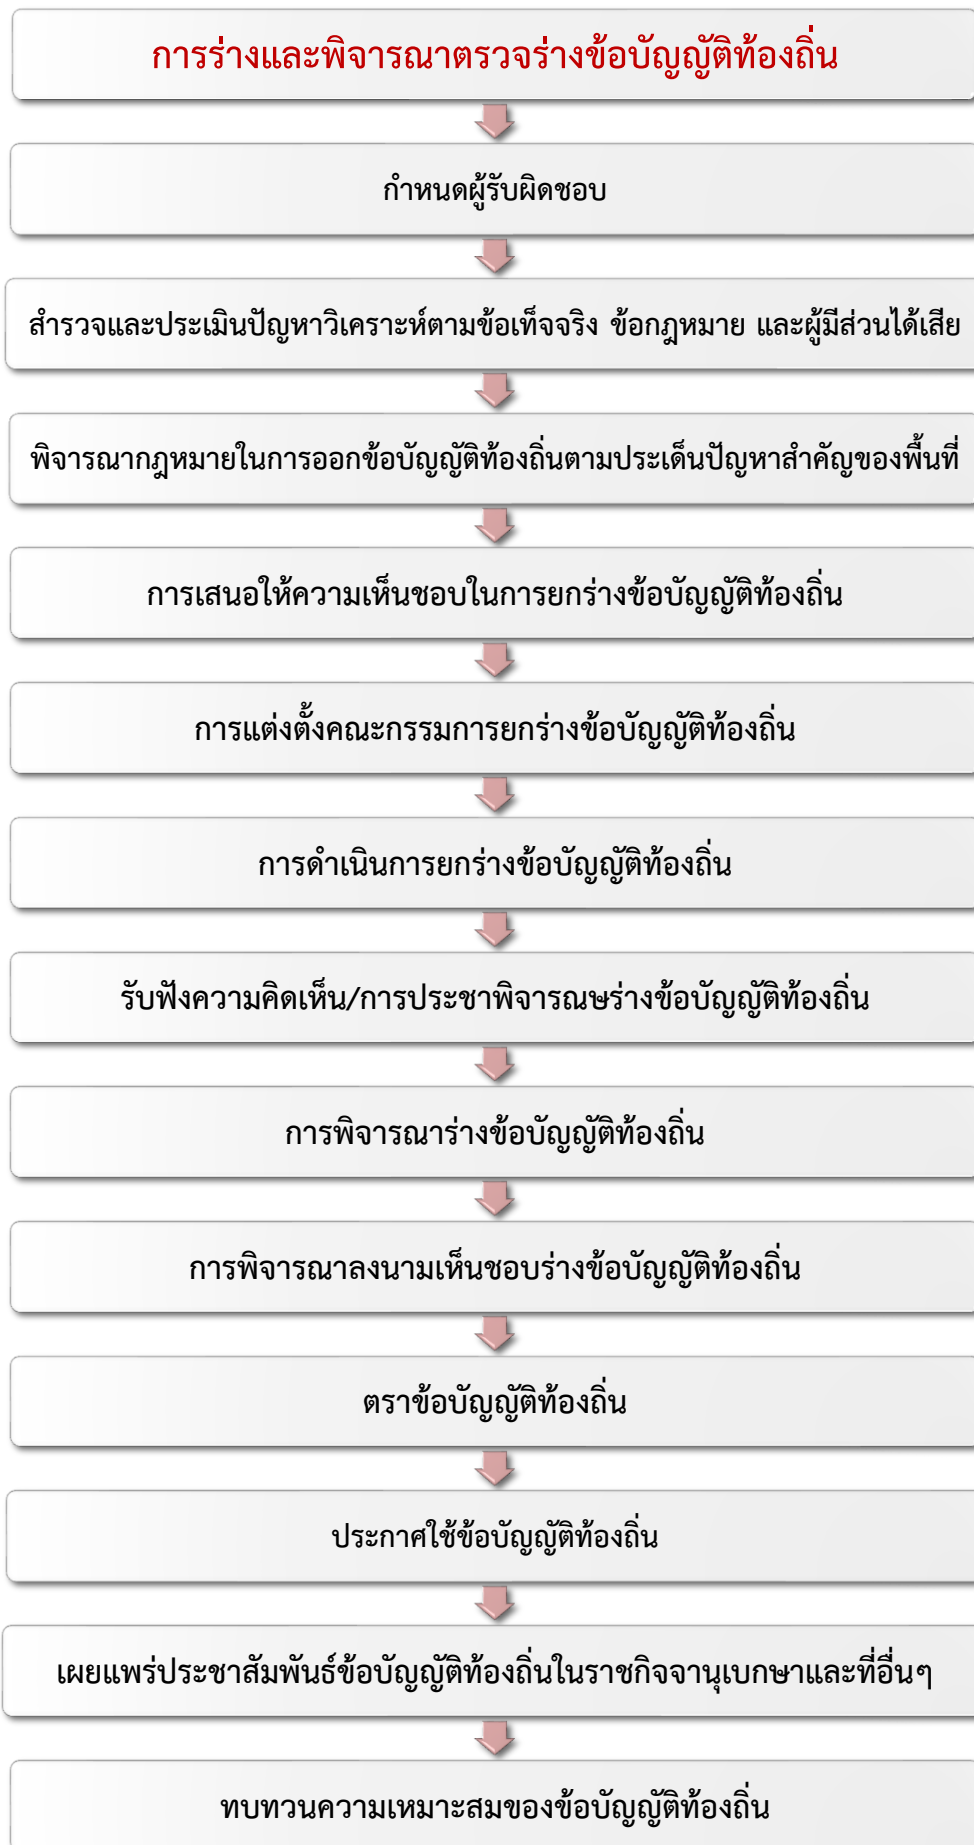 การร่างและพิจารณาตรวจร่างข้อบัญญัติท้องถิ่น
กำหนดผู้รับผิดชอบ
สำรวจและประเมินปัญหาวิเคราะห์ตามข้อเท็จจริง ข้อกฎหมาย และผู้มีส่วนได้เสีย
พิจารณากฎหมายในการออกข้อบัญญัติท้องถิ่นตามประเด็นปัญหาสำคัญของพื้นที่
การเสนอให้ความเห็นชอบในการยกร่างข้อบัญญัติท้องถิ่น
การแต่งตั้งคณะกรรมการยกร่างข้อบัญญัติท้องถิ่น
การดำเนินการยกร่างข้อบัญญัติท้องถิ่น
รับฟังความคิดเห็น/การประชาพิจารณษร่างข้อบัญญัติท้องถิ่น
การพิจารณาร่างข้อบัญญัติท้องถิ่น
การพิจารณาลงนามเห็นชอบร่างข้อบัญญัติท้องถิ่น
ตราข้อบัญญัติท้องถิ่น
ประกาศใช้ข้อบัญญัติท้องถิ่น
เผยแพร่ประชาสัมพันธ์ข้อบัญญัติท้องถิ่นในราชกิจจานุเบกษาและที่อื่นๆ
ทบทวนความเหมาะสมของข้อบัญญัติท้องถิ่น